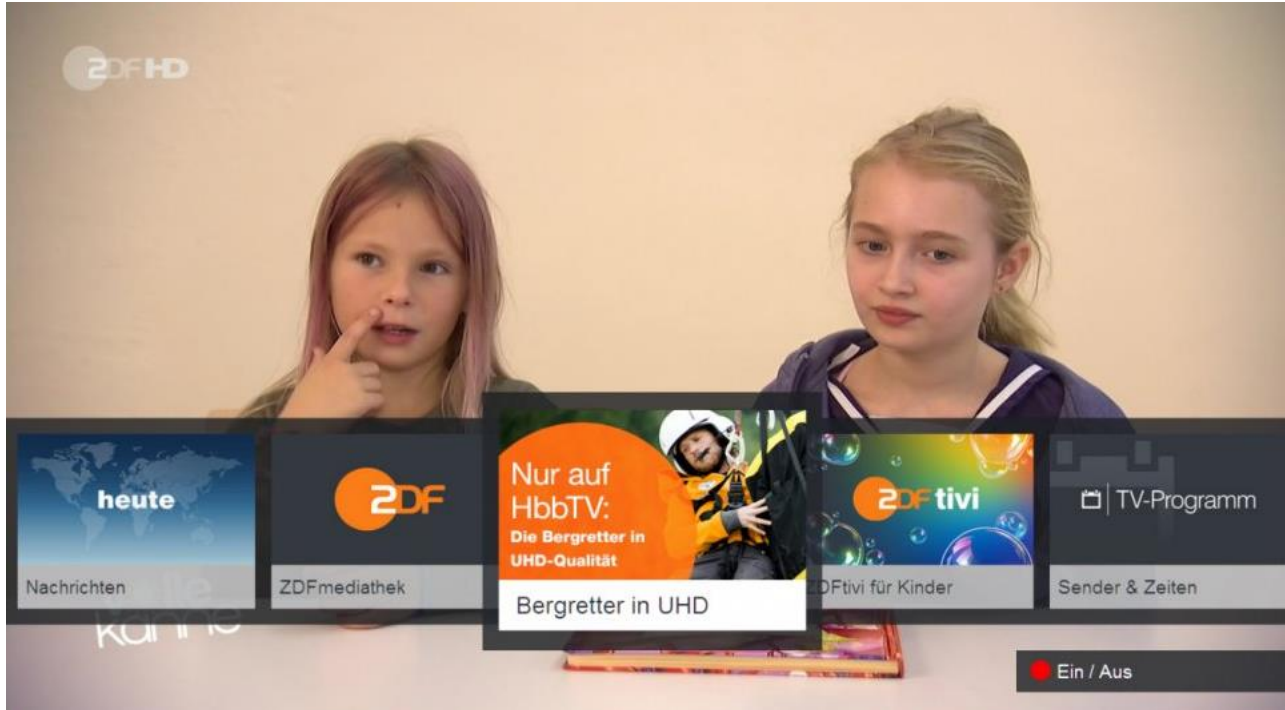 ZDF HD
heute
Nachrichten
ZDF
ZDFmediathek
Nur auf
HbbTV:
Die Bergretter in
UHD-Qualität
Bergretter in UHD
ZDF tivi
ZDFtivi für Kinder
TV-Programm
Sender & Zeiten
kanne
Ein / Aus